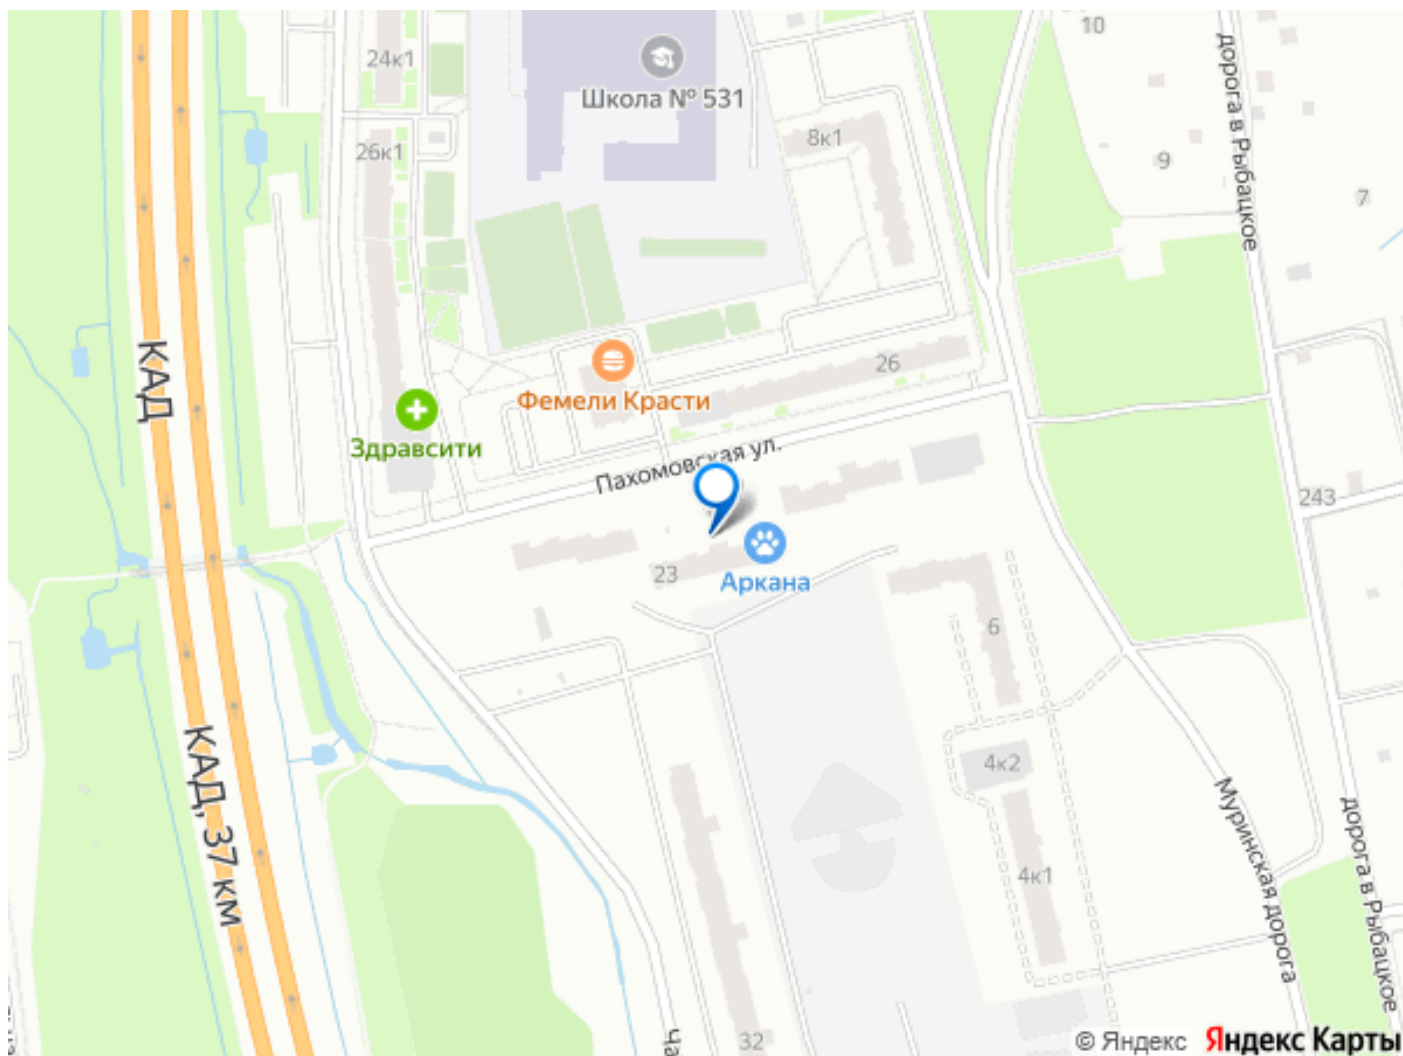 10
24к1
Школа № 531
дорога в Рыбацкое
8к1
26к1
9
7
КАД
26
Фемели Красти
Здравсити
Пахомовская ул.
243
23
Аркана
6
КАД, 37 км
4к2
Муринская дорога
4к1
дорога в Рыбацкое
32
© Яндекс Яндекс Карты